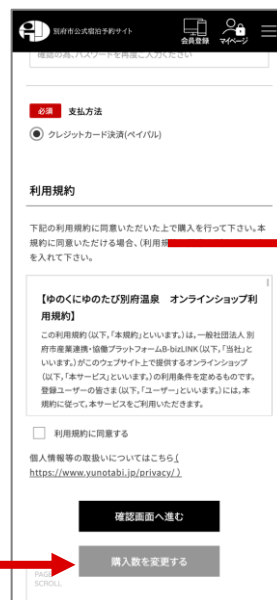 別府市公式宿泊予約サイト
会員登録
マイページ
確認の為、パスワードを再度ご入力ください
必須 支払方法
クレジットカード決済(ペイパル)
利用規約
下記の利用規約に同意いただいた上で購入を行って下さい。本
規約に同意いただける場合、(利用規
を入れて下さい。
【ゆのくにゆのたび別府温泉 オンラインショップ利
用規約】
この利用規約(以下,「本規約」といいます。)は、一般社団法人 別
府市産業連携・協働プラットフォームB-bizLINK(以下,「当社」と
いいます。)がこのウェブサイト上で提供するオンラインショップ
(以下,「本サービス」といいます。)の利用条件を定めるものです。
登録ユーザーの皆さま(以下,「ユーザー」といいます。)には、本
規約に従って、本サービスをご利用いただきます。
利用規約に同意する
個人情報等の取扱いについてはこちら(
https://www.yunotabi.jp/privacy/ )
確認画面へ進む
購入数を変更する
PAGE
SCROLL